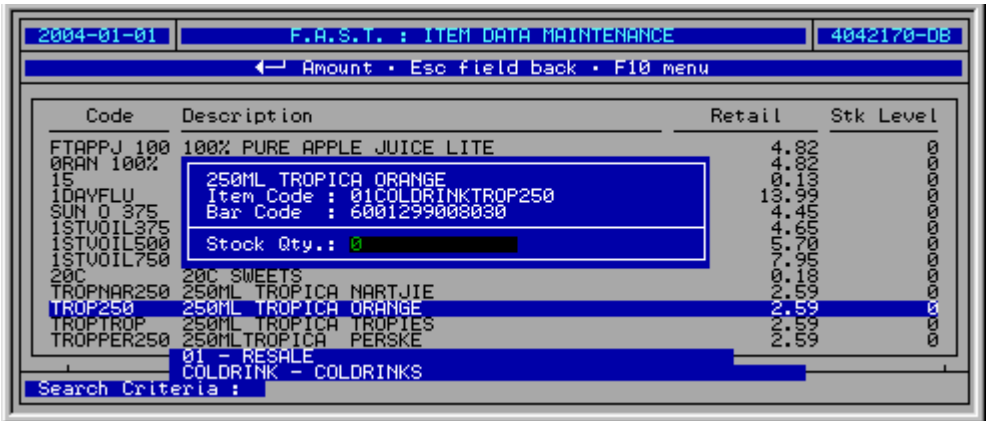 2004-01-01 F.A.S.T. : ITEM DATA MAINTENANCE 4042170-DB
←┘ Amount · Esc field back · F10 menu
Code Description Retail Stk Level
FTAPPJ 100 100% PURE APPLE JUICE LITE 4.82 0
0RAN 100% 4.82 0
15 0.13 0
1DAYFLU 13.99 0
SUN O 375 4.45 0
1STVOIL375 4.65 0
1STVOIL500 5.70 0
1STVOIL750 7.95 0
250ML TROPICA ORANGE
Item Code : 01COLDRINKTROP250
Bar Code : 6001299008030
Stock Qty.: 0
20C 20C SWEETS 0.18 0
TROPNAR250 250ML TROPICA NARTJIE 2.59 0
TROP250 250ML TROPICA ORANGE 2.59 0
TROPTROP 250ML TROPICA TROPIES 2.59 0
TROPPER250 250MLTROPICA PERSKE 2.59 0
01 - RESALE
COLDRINK - COLDRINKS
Search Criteria :